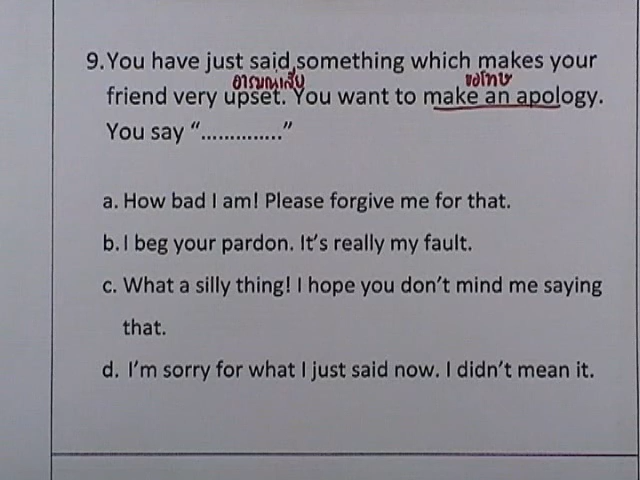 9. You have just said something which makes your
อารมณ์เสีย ขอโทษ
friend very upset. You want to make an apology.
You say “..............”
a. How bad I am! Please forgive me for that.
b. I beg your pardon. It’s really my fault.
c. What a silly thing! I hope you don’t mind me saying
that.
d. I’m sorry for what I just said now. I didn’t mean it.